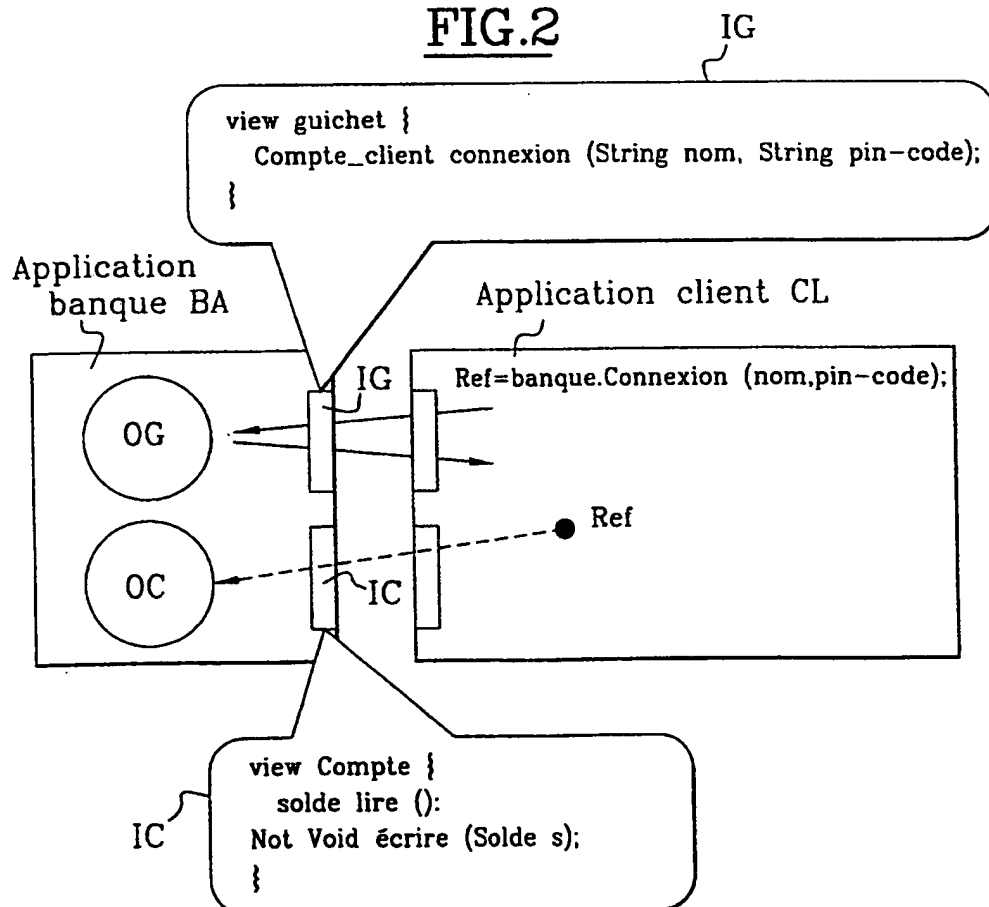 FIG.2
IG
view guichet {
Compte_client connexion (String nom, String pin-code);
{
Application
banque BA
Application client CL
Ref=banque.Connexion (nom,pin-code);
IG
OG
Ref
OC
IC
view Compte {
solde lire ():
Not Void écrire (Solde s);
{
IC